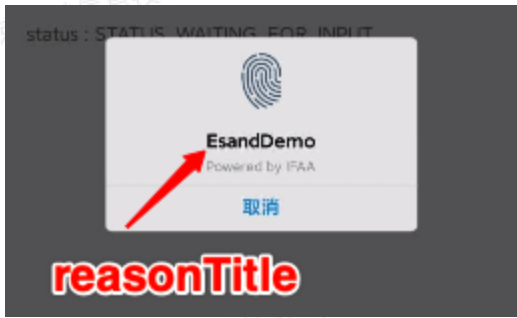 status : STATUS_WAITING_FOR_INPUT
EsandDemo
Powered by IFAA
取消
reasonTitle